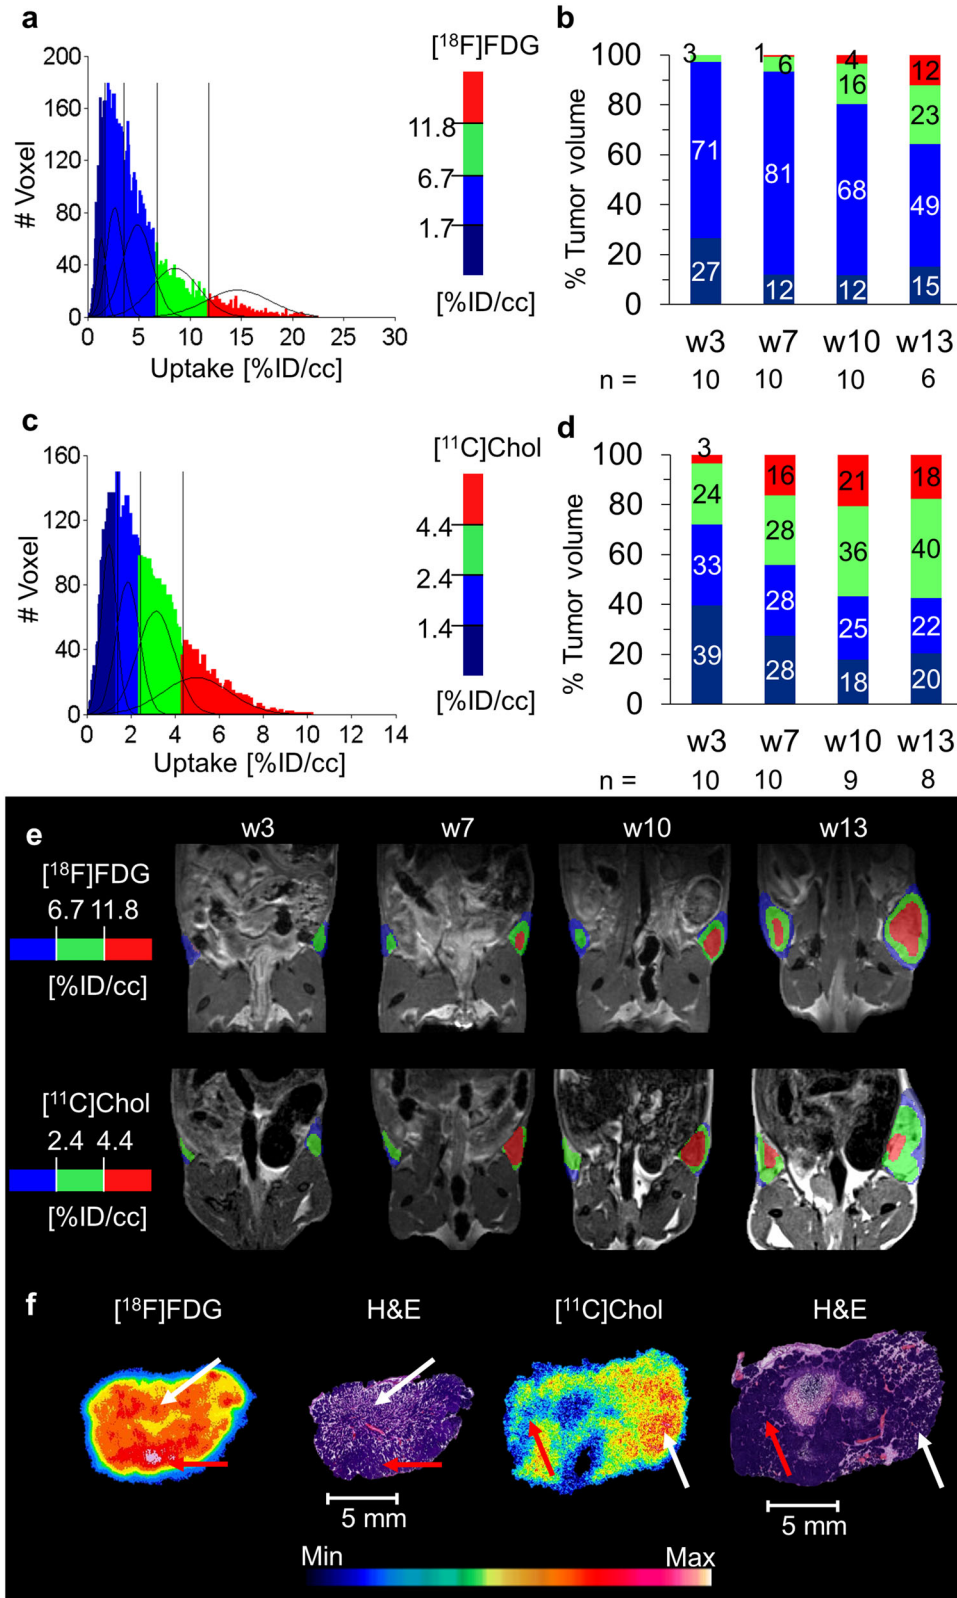 a
200
160
120
80
40
0
# Voxel
0 5 10 15 20 25 30
Uptake [%ID/cc]
[¹⁸F]FDG
11.8
6.7
1.7
[%ID/cc]
b
100
80
60
40
20
0
% Tumor volume
3 1 6 4 16 12 23
71 81 68 49
27 12 12 15
w3 w7 w10 w13
n = 10 10 10 6
c
160
120
80
40
0
# Voxel
0 2 4 6 8 10 12 14
Uptake [%ID/cc]
[¹¹C]Chol
4.4
2.4
1.4
[%ID/cc]
d
100
80
60
40
20
0
% Tumor volume
3 16 21 18
24 28 36 40
33 28 25 22
39 28 18 20
w3 w7 w10 w13
n = 10 10 9 8
e
w3 w7 w10 w13
[¹⁸F]FDG
6.7 11.8
[%ID/cc]
[¹¹C]Chol
2.4 4.4
[%ID/cc]
f
[¹⁸F]FDG H&E [¹¹C]Chol H&E
5 mm 5 mm
Min Max